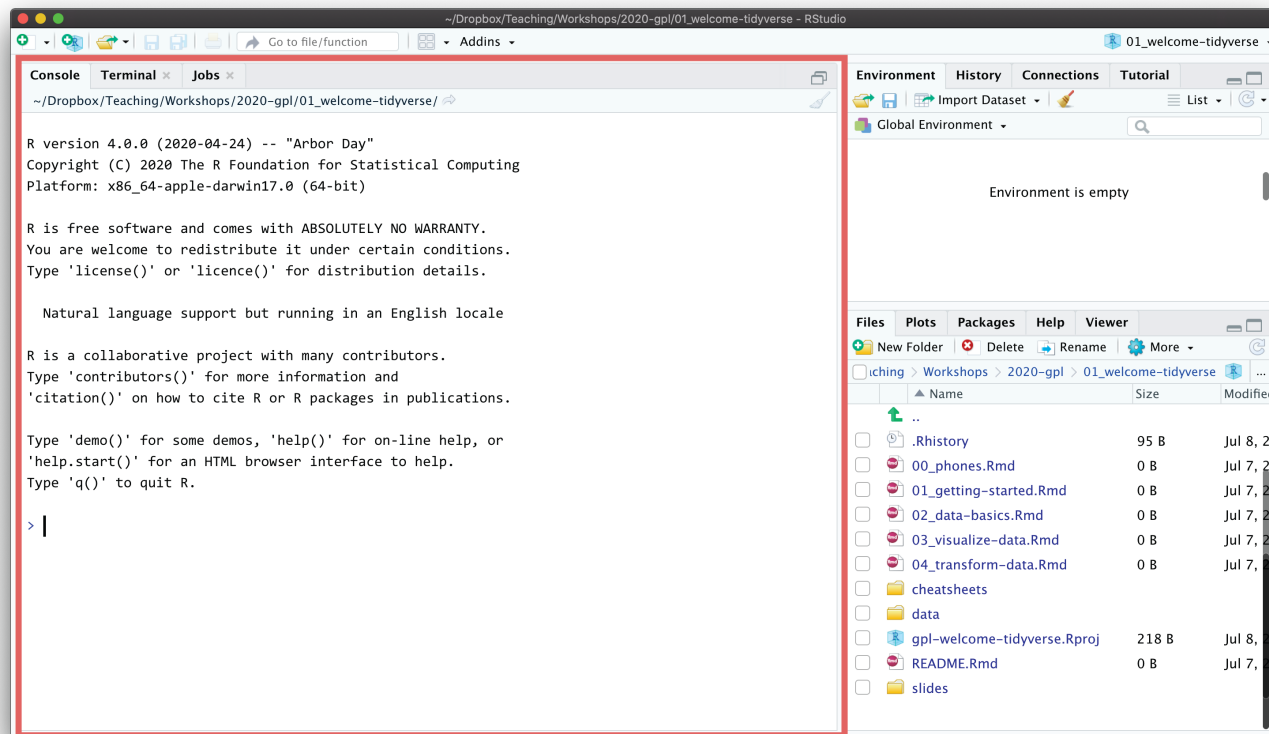 ~/Dropbox/Teaching/Workshops/2020-gpl/01_welcome-tidyverse - RStudio
Go to file/function
Addins
01_welcome-tidyverse
Console Terminal Jobs
~/Dropbox/Teaching/Workshops/2020-gpl/01_welcome-tidyverse/
R version 4.0.0 (2020-04-24) -- "Arbor Day"
Copyright (C) 2020 The R Foundation for Statistical Computing
Platform: x86_64-apple-darwin17.0 (64-bit)
R is free software and comes with ABSOLUTELY NO WARRANTY.
You are welcome to redistribute it under certain conditions.
Type 'license()' or 'licence()' for distribution details.
Natural language support but running in an English locale
R is a collaborative project with many contributors.
Type 'contributors()' for more information and
'citation()' on how to cite R or R packages in publications.
Type 'demo()' for some demos, 'help()' for on-line help, or
'help.start()' for an HTML browser interface to help.
Type 'q()' to quit R.
>
Environment History Connections Tutorial
Import Dataset List
Global Environment
Environment is empty
Files Plots Packages Help Viewer
New Folder Delete Rename More
ching > Workshops > 2020-gpl > 01_welcome-tidyverse ...
Name Size Modifie
..
.Rhistory 95 B Jul 8, 2
00_phones.Rmd 0 B Jul 7, 2
01_getting-started.Rmd 0 B Jul 7, 2
02_data-basics.Rmd 0 B Jul 7, 2
03_visualize-data.Rmd 0 B Jul 7, 2
04_transform-data.Rmd 0 B Jul 7, 2
cheatsheets
data
gpl-welcome-tidyverse.Rproj 218 B Jul 8, 2
README.Rmd 0 B Jul 7, 2
slides